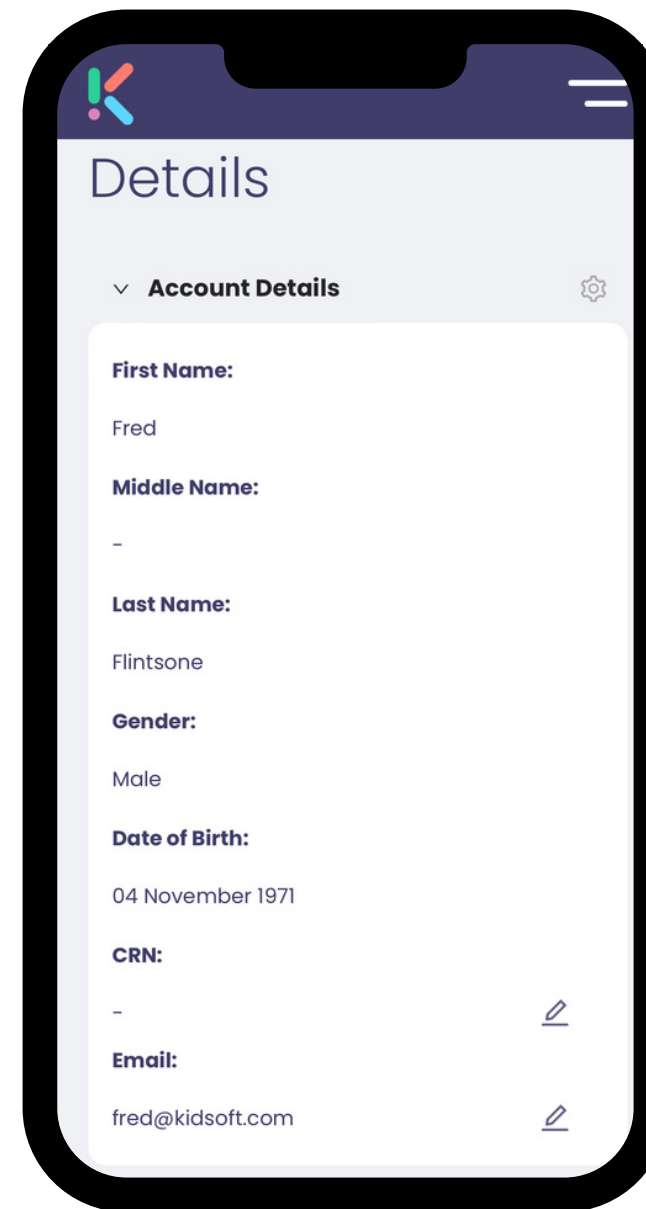 Details
Account Details
First Name:
Fred
Middle Name:
-
Last Name:
Flintsone
Gender:
Male
Date of Birth:
04 November 1971
CRN:
-
Email:
fred@kidsoft.com